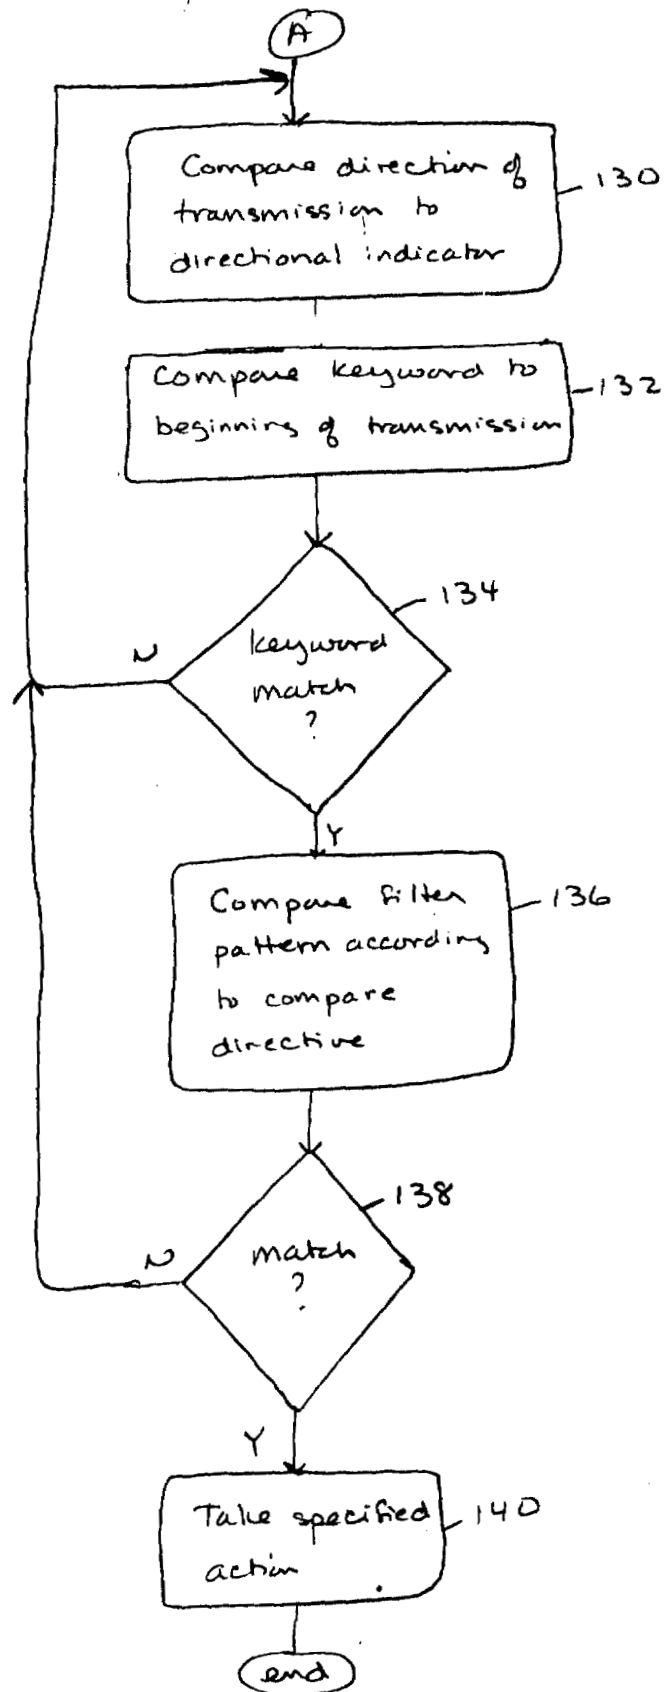 A
Compare direction of
transmission to
directional indicator
130
Compare keyword to
beginning of transmission
132
134
keyword
match
?
N
Y
Compare filter
pattern according
to compare
directive
136
138
match
?
N
Y
Take specified
action
140
end